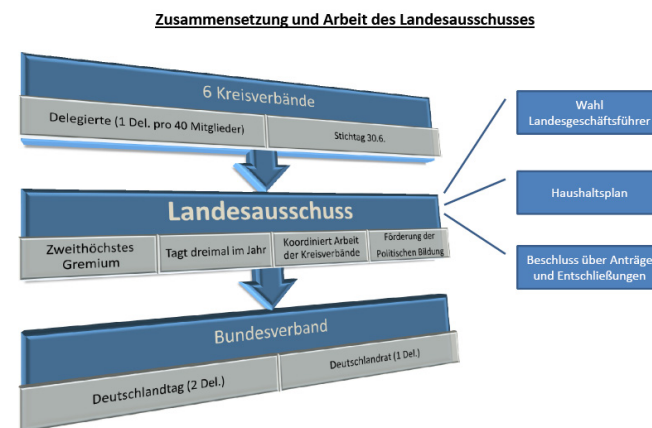 Zusammensetzung und Arbeit des Landesausschusses
6 Kreisverbände
Delegierte (1 Del. pro 40 Mitglieder)
Stichtag 30.6.
Landesausschuss
Zweithöchstes
Gremium
Tagt dreimal im Jahr
Koordiniert Arbeit
der Kreisverbände
Förderung der
Politischen Bildung
Bundesverband
Deutschlandtag (2 Del.)
Deutschlandrat (1 Del.)
Wahl
Landesgeschäftsführer
Haushaltsplan
Beschluss über Anträge
und Entschließungen